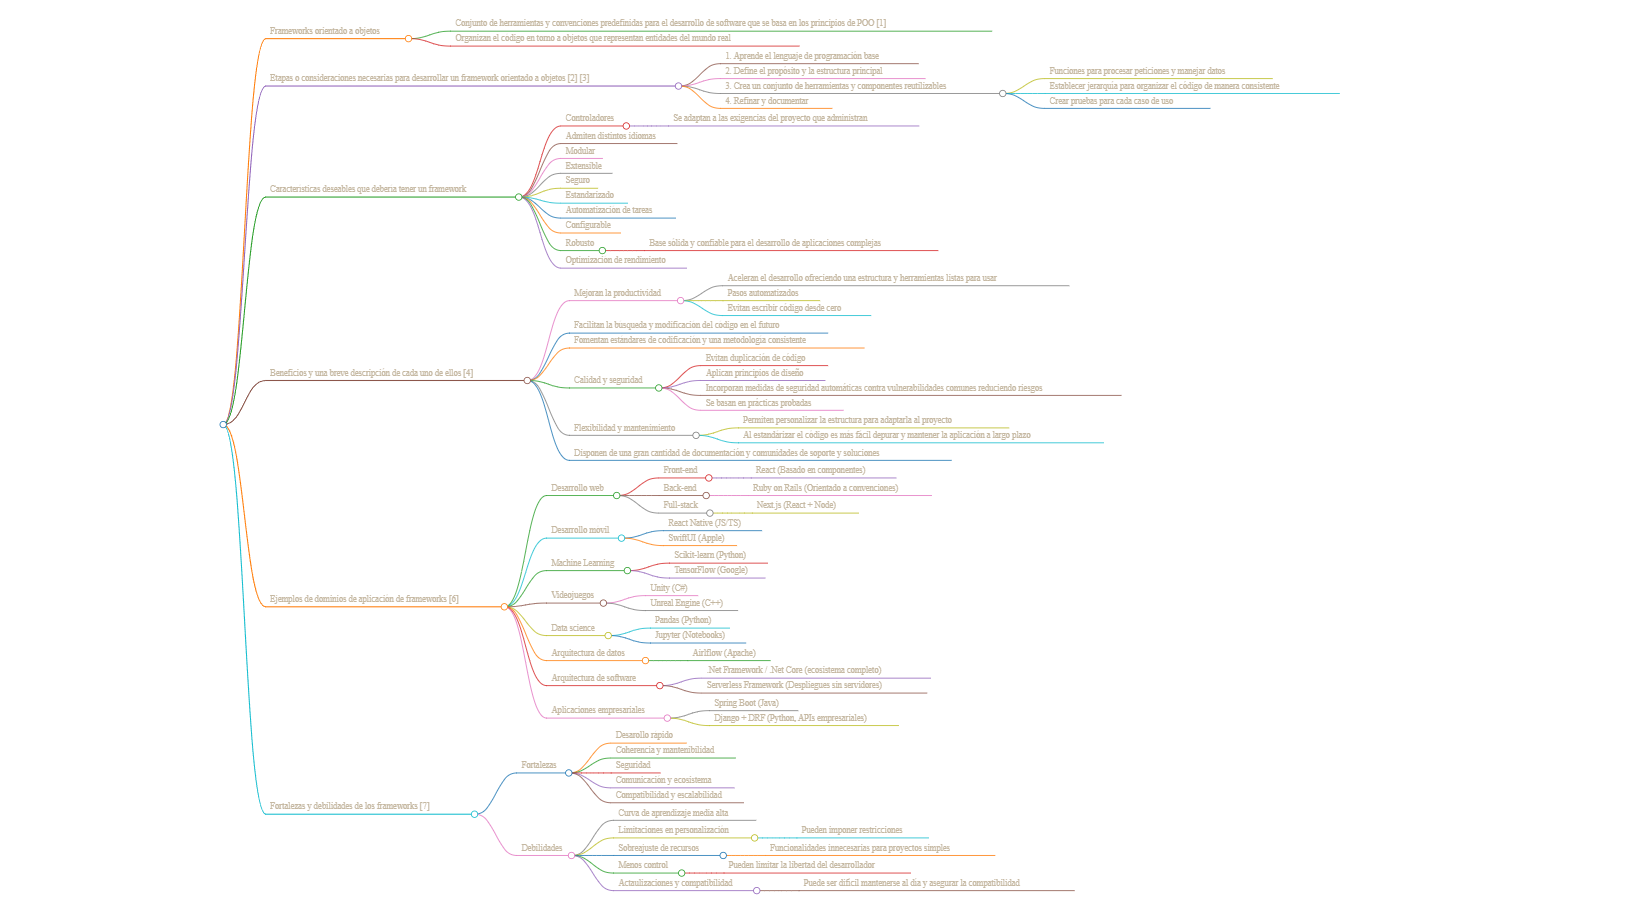 Frameworks orientado a objetos
Conjunto de herramientas y convenciones predefinidas para el desarrollo de software que se basa en los principios de POO [1]
Organizan el código en torno a objetos que representan entidades del mundo real
Etapas o consideraciones necesarias para desarrollar un framework orientado a objetos [2] [3]
1. Aprende el lenguaje de programación base
2. Define el propósito y la estructura principal
3. Crea un conjunto de herramientas y componentes reutilizables
Funciones para procesar peticiones y manejar datos
Establecer jerarquía para organizar el código de manera consistente
Crear pruebas para cada caso de uso
4. Refinar y documentar
Características deseables que debería tener un framework
Controladores
Se adaptan a las exigencias del proyecto que administran
Admiten distintos idiomas
Modular
Extensible
Seguro
Estandarizado
Automatización de tareas
Configurable
Robusto
Base sólida y confiable para el desarrollo de aplicaciones complejas
Optimización de rendimiento
Beneficios y una breve descripción de cada uno de ellos [4]
Mejoran la productividad
Aceleran el desarrollo ofreciendo una estructura y herramientas listas para usar
Pasos automatizados
Evitan escribir código desde cero
Facilitan la búsqueda y modificación del código en el futuro
Fomentan estándares de codificación y una metodología consistente
Calidad y seguridad
Evitan duplicación de código
Aplican principios de diseño
Incorporan medidas de seguridad automáticas contra vulnerabilidades comunes reduciendo riesgos
Se basan en prácticas probadas
Flexibilidad y mantenimiento
Permiten personalizar la estructura para adaptarla al proyecto
Al estandarizar el código es más fácil depurar y mantener la aplicación a largo plazo
Disponen de una gran cantidad de documentación y comunidades de soporte y soluciones
Ejemplos de dominios de aplicación de frameworks [6]
Desarrollo web
Front-end
React (Basado en componentes)
Back-end
Ruby on Rails (Orientado a convenciones)
Full-stack
Next.js (React + Node)
Desarrollo móvil
React Native (JS/TS)
SwiftUI (Apple)
Machine Learning
Scikit-learn (Python)
TensorFlow (Google)
Videojuegos
Unity (C#)
Unreal Engine (C++)
Data science
Pandas (Python)
Jupyter (Notebooks)
Arquitectura de datos
Airlflow (Apache)
Arquitectura de software
.Net Framework / .Net Core (ecosistema completo)
Serverless Framework (Despliegues sin servidores)
Aplicaciones empresariales
Spring Boot (Java)
Django + DRF (Python, APIs empresariales)
Fortalezas y debilidades de los frameworks [7]
Fortalezas
Desarollo rápido
Coherencia y mantenibilidad
Seguridad
Comunicación y ecosistema
Compatibilidad y escalabilidad
Debilidades
Curva de aprendizaje media alta
Limitaciones en personalización
Pueden imponer restricciones
Sobreajuste de recursos
Funcionalidades innecesarias para proyectos simples
Menos control
Pueden limitar la libertad del desarrollador
Actaulizaciones y compatibilidad
Puede ser difícil mantenerse al día y asegurar la compatibilidad